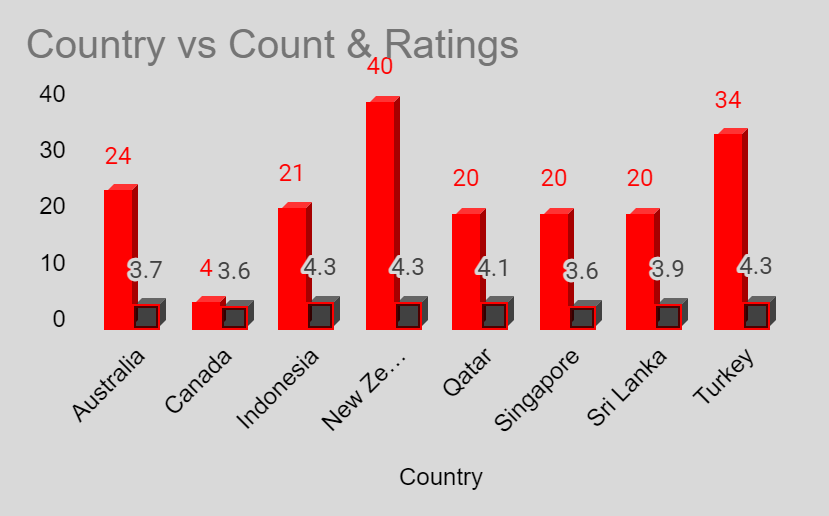 Country vs Count & Ratings
40
30
20
10
0
24
3.7
4
3.6
21
4.3
40
4.3
20
4.1
20
3.6
20
3.9
34
4.3
Australia
Canada
Indonesia
New Ze…
Qatar
Singapore
Sri Lanka
Turkey
Country